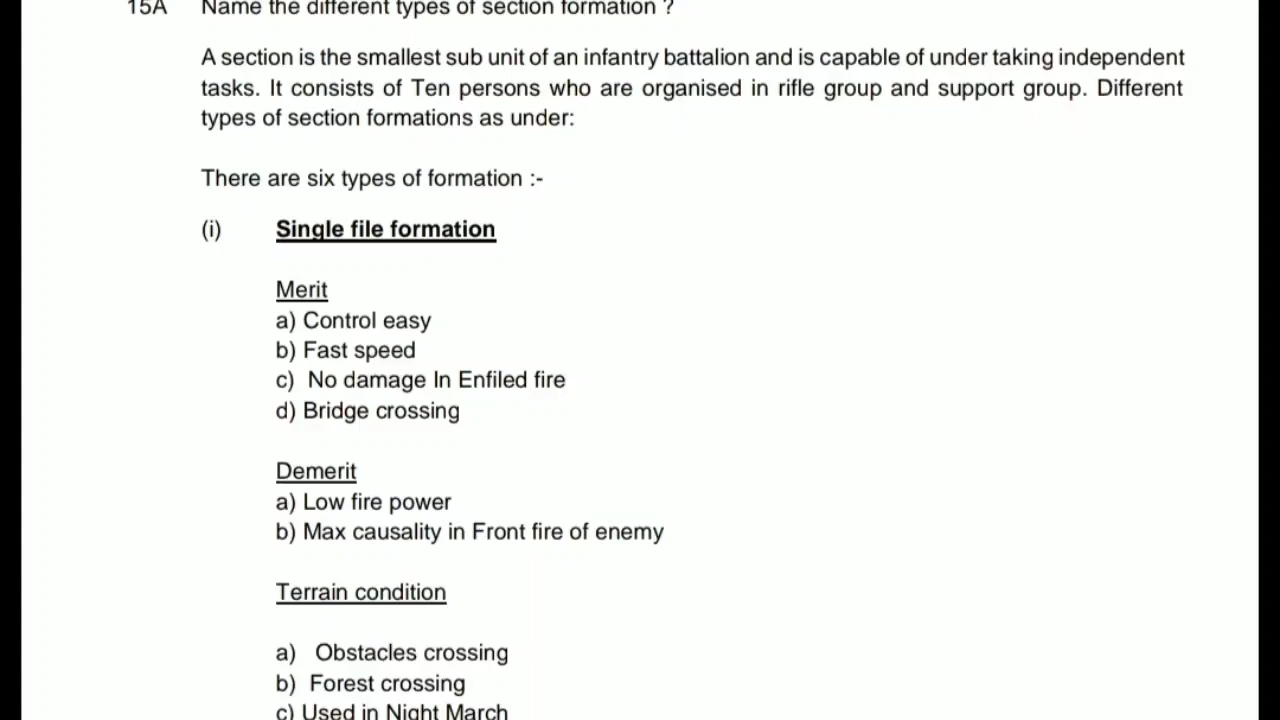 15A Name the different types of section formation ?
A section is the smallest sub unit of an infantry battalion and is capable of under taking independent
tasks. It consists of Ten persons who are organised in rifle group and support group. Different
types of section formations as under:
There are six types of formation :-
(i) Single file formation
Merit
a) Control easy
b) Fast speed
c) No damage In Enfiled fire
d) Bridge crossing
Demerit
a) Low fire power
b) Max causality in Front fire of enemy
Terrain condition
a) Obstacles crossing
b) Forest crossing
c) Used in Night March